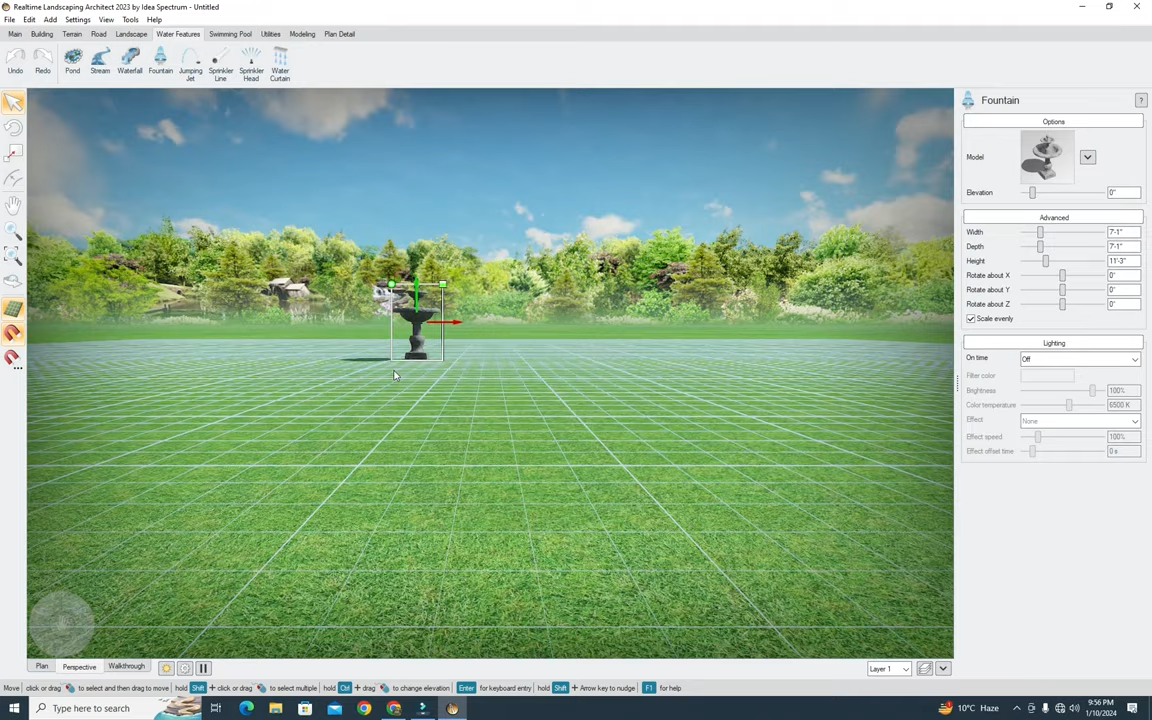 Realtime Landscaping Architect 2023 by Idea Spectrum - Untitled
File Edit Add Settings View Tools Help
Main Building Terrain Road Landscape Water Features Swimming Pool Utilities Modeling Plan Detail
Undo Redo Pond Stream Waterfall Fountain Jumping Jet Sprinkler Line Sprinkler Head Water Curtain
Fountain ?
Options
Model
Elevation 0"
Advanced
Width 7'-1"
Depth 7'-1"
Height 11'-3"
Rotate about X 0°
Rotate about Y 0°
Rotate about Z 0°
Scale evenly
Lighting
On time Off
Filter color
Brightness 100%
Color temperature 6500 K
Effect None
Effect speed 100%
Effect offset time 0 s
Plan Perspective Walkthrough
Layer 1
Move click or drag to select and then drag to move hold Shift + click or drag to select multiple hold Ctrl + drag to change elevation Enter for keyboard entry hold Shift + Arrow key to nudge F1 for help
Type here to search
10°C Haze
9:56 PM
1/10/2024